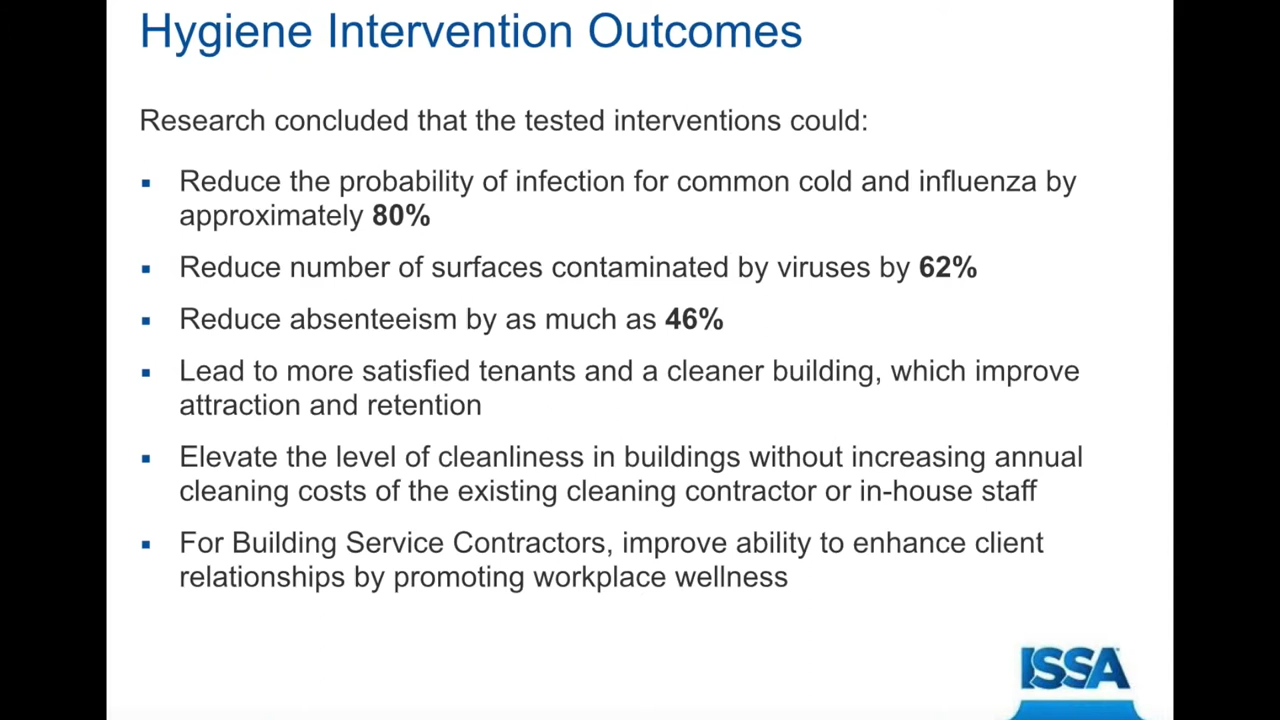 Hygiene Intervention Outcomes
Research concluded that the tested interventions could:
▪ Reduce the probability of infection for common cold and influenza by
approximately 80%
▪ Reduce number of surfaces contaminated by viruses by 62%
▪ Reduce absenteeism by as much as 46%
▪ Lead to more satisfied tenants and a cleaner building, which improve
attraction and retention
▪ Elevate the level of cleanliness in buildings without increasing annual
cleaning costs of the existing cleaning contractor or in-house staff
▪ For Building Service Contractors, improve ability to enhance client
relationships by promoting workplace wellness
ISSA